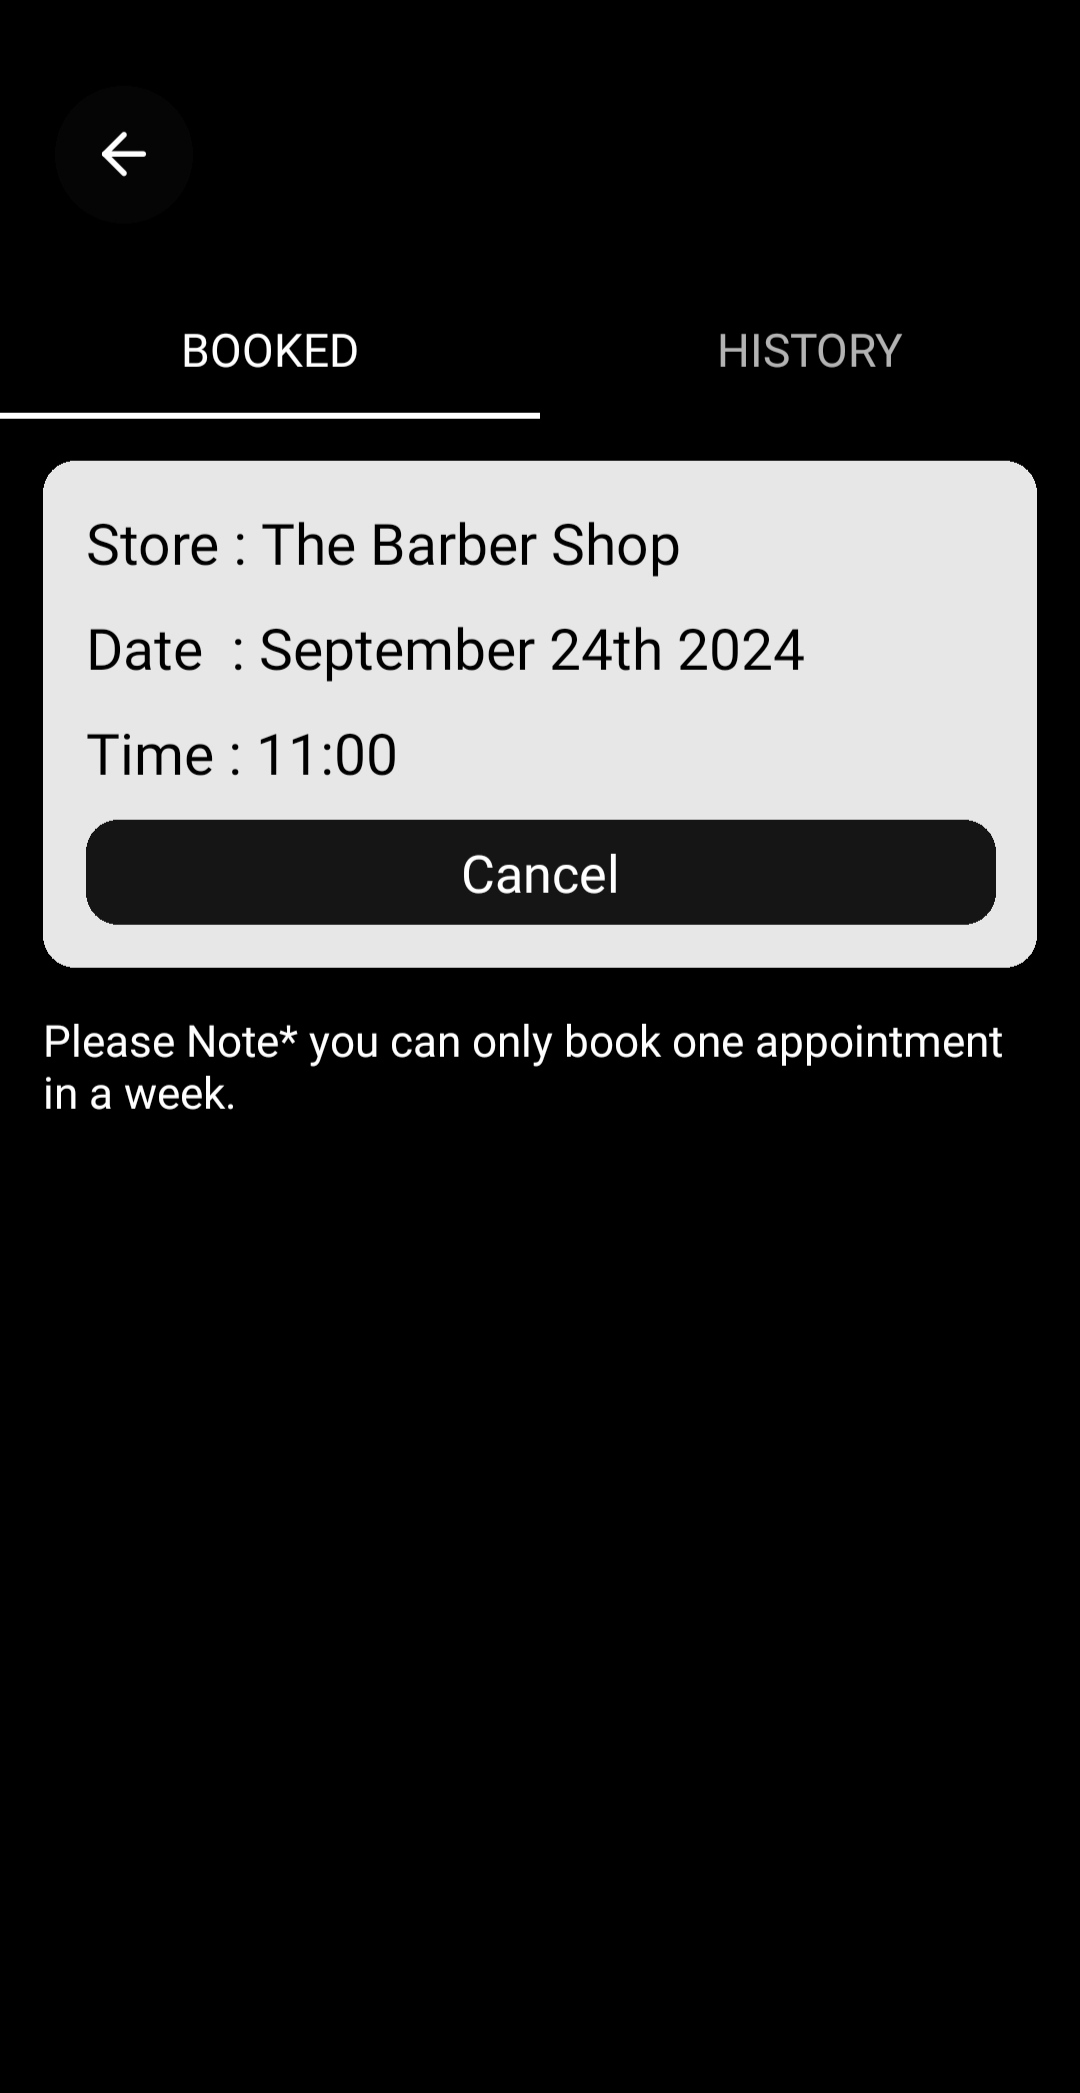 BOOKED
HISTORY
Store : The Barber Shop
Date  : September 24th 2024
Time : 11:00
Cancel
Please Note* you can only book one appointment
in a week.